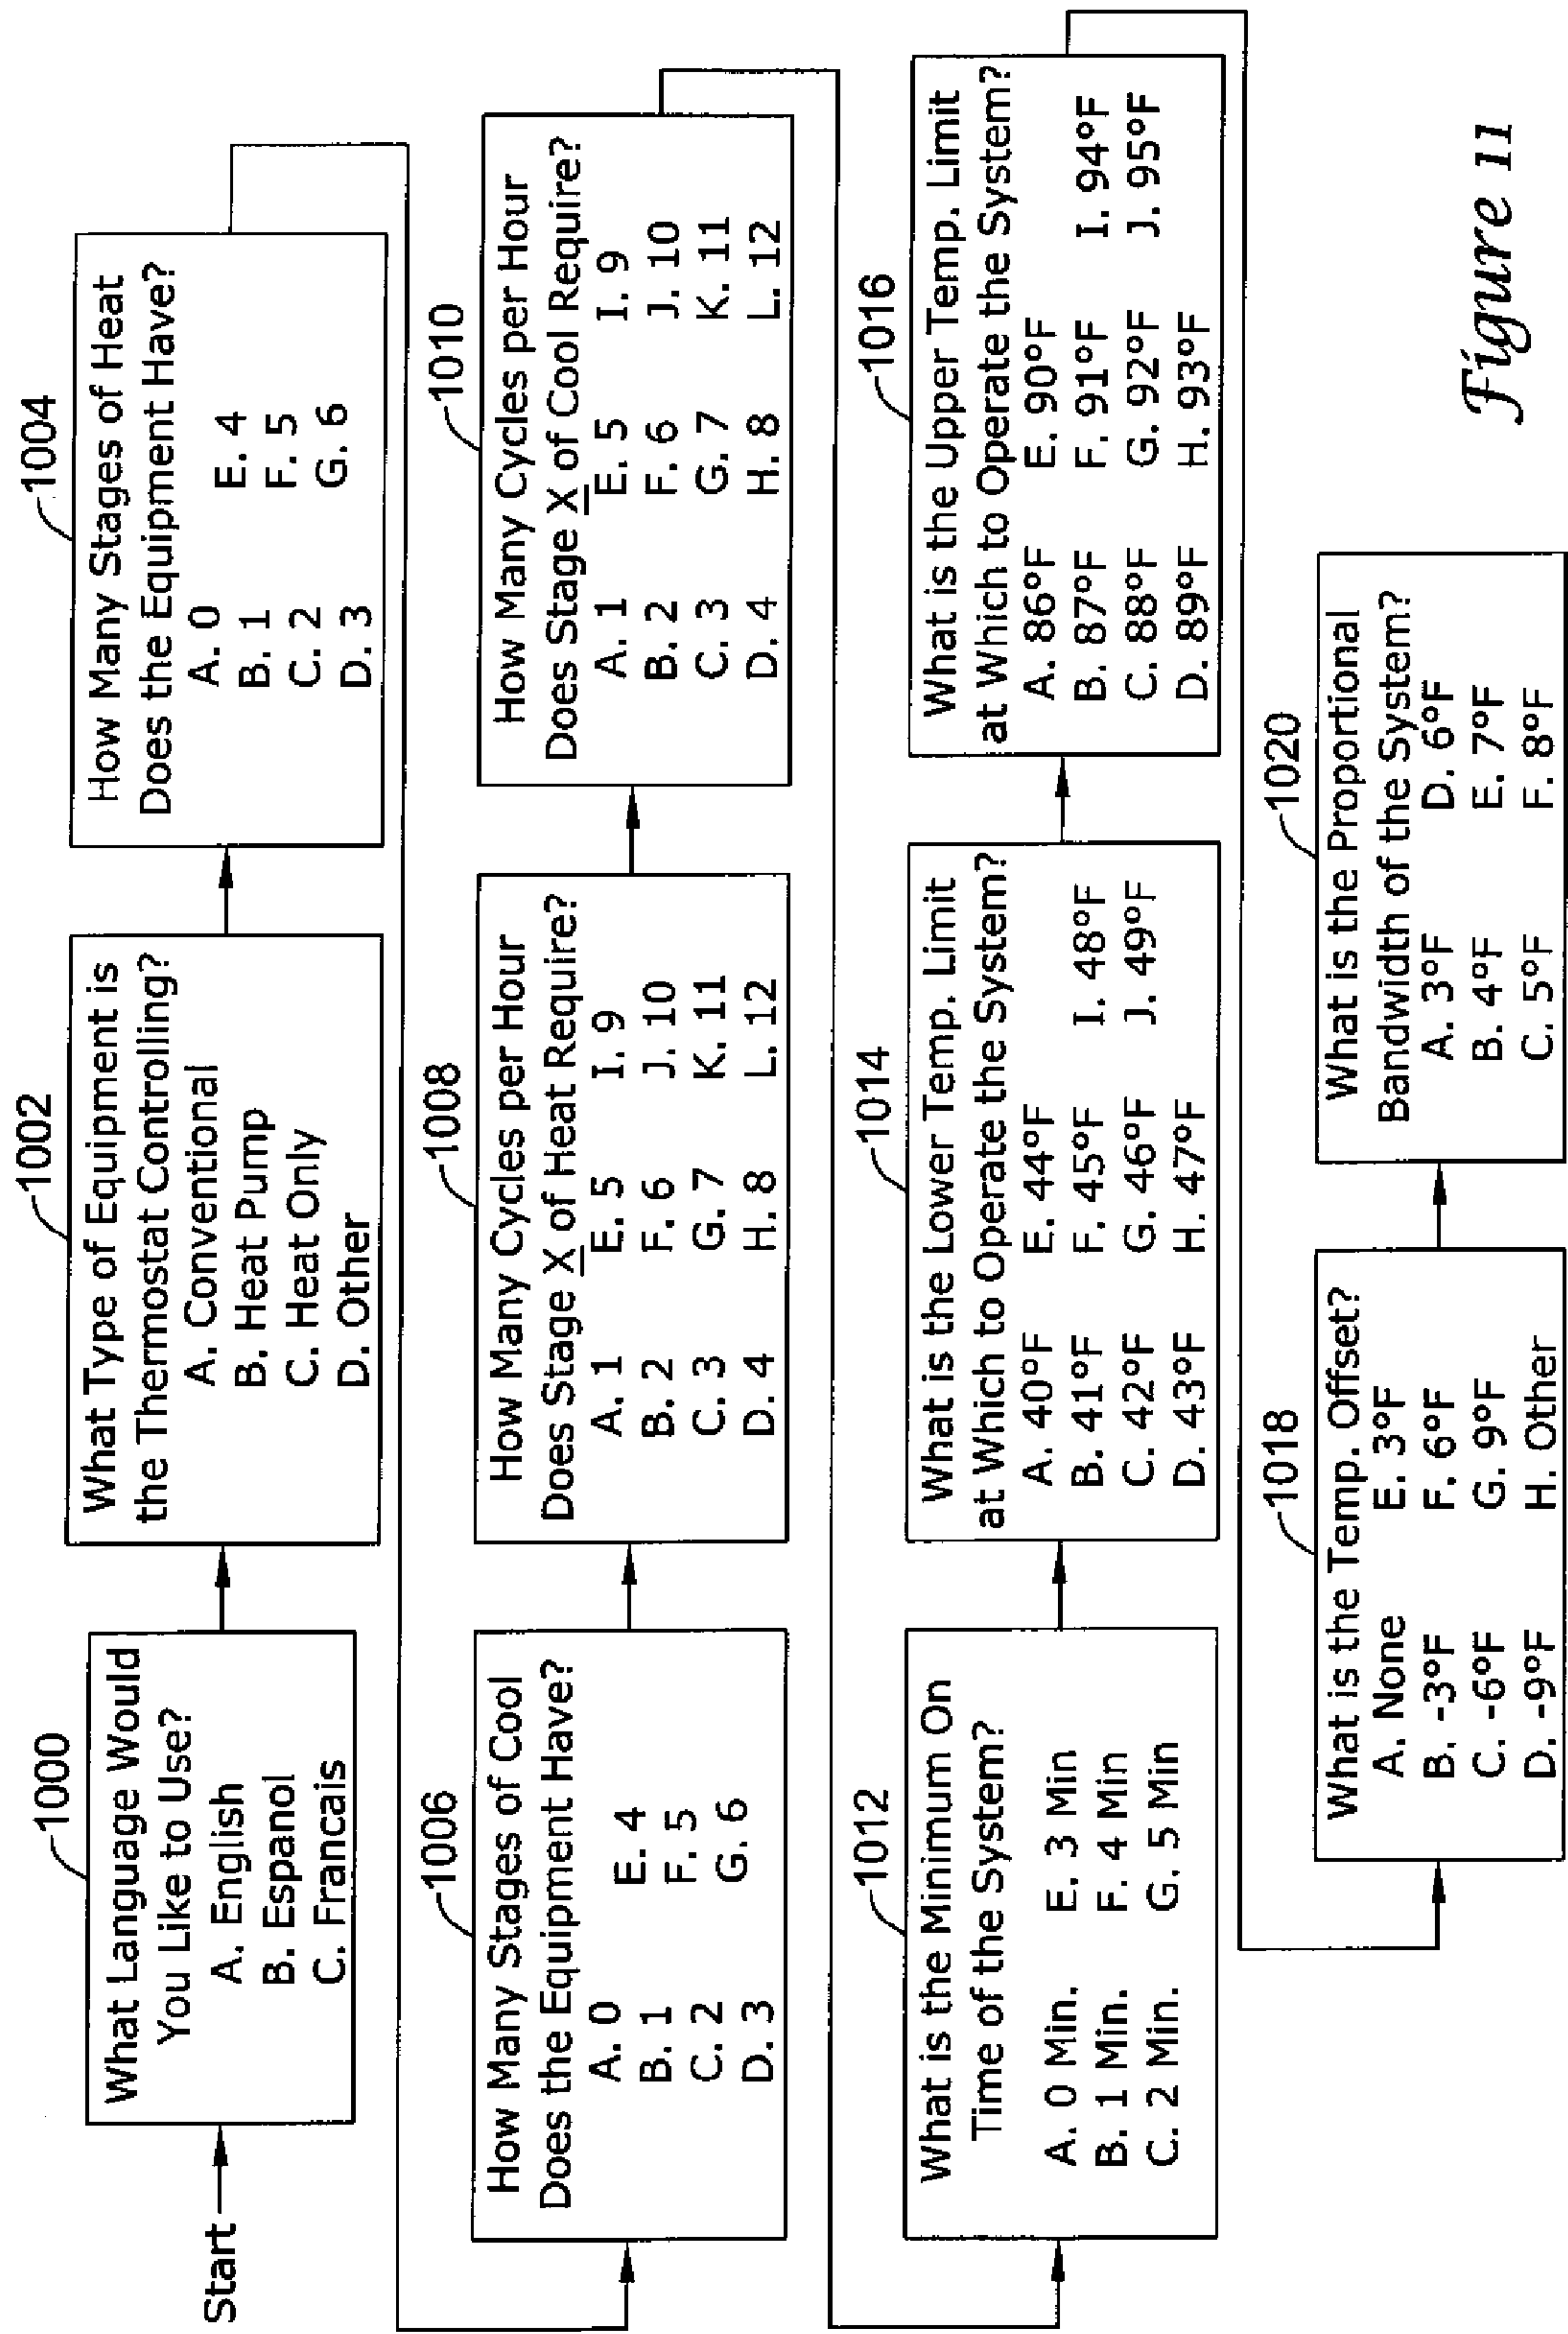 Start
1000
What Language Would
You Like to Use?
A. English
B. Espanol
C. Francais
1002
What Type of Equipment is
the Thermostat Controlling?
A. Conventional
B. Heat Pump
C. Heat Only
D. Other
1004
How Many Stages of Heat
Does the Equipment Have?
A. 0
B. 1 E. 4
C. 2 F. 5
D. 3 G. 6
1006
How Many Stages of Cool
Does the Equipment Have?
A. 0
B. 1 E. 4
C. 2 F. 5
D. 3 G. 6
1008
How Many Cycles per Hour
Does Stage X of Heat Require?
A. 1 E. 5 I. 9
B. 2 F. 6 J. 10
C. 3 G. 7 K. 11
D. 4 H. 8 L. 12
1010
How Many Cycles per Hour
Does Stage X of Cool Require?
A. 1 E. 5 I. 9
B. 2 F. 6 J. 10
C. 3 G. 7 K. 11
D. 4 H. 8 L. 12
1012
What is the Minimum On
Time of the System?
A. 0 Min. E. 3 Min
B. 1 Min. F. 4 Min
C. 2 Min. G. 5 Min
1014
What is the Lower Temp. Limit
at Which to Operate the System?
A. 40°F E. 44°F
B. 41°F F. 45°F I. 48°F
C. 42°F G. 46°F J. 49°F
D. 43°F H. 47°F
1016
What is the Upper Temp. Limit
at Which to Operate the System?
A. 86°F E. 90°F
B. 87°F F. 91°F I. 94°F
C. 88°F G. 92°F J. 95°F
D. 89°F H. 93°F
1018
What is the Temp. Offset?
A. None E. 3°F
B. -3°F F. 6°F
C. -6°F G. 9°F
D. -9°F H. Other
1020
What is the Proportional
Bandwidth of the System?
A. 3°F D. 6°F
B. 4°F E. 7°F
C. 5°F F. 8°F
Figure 11